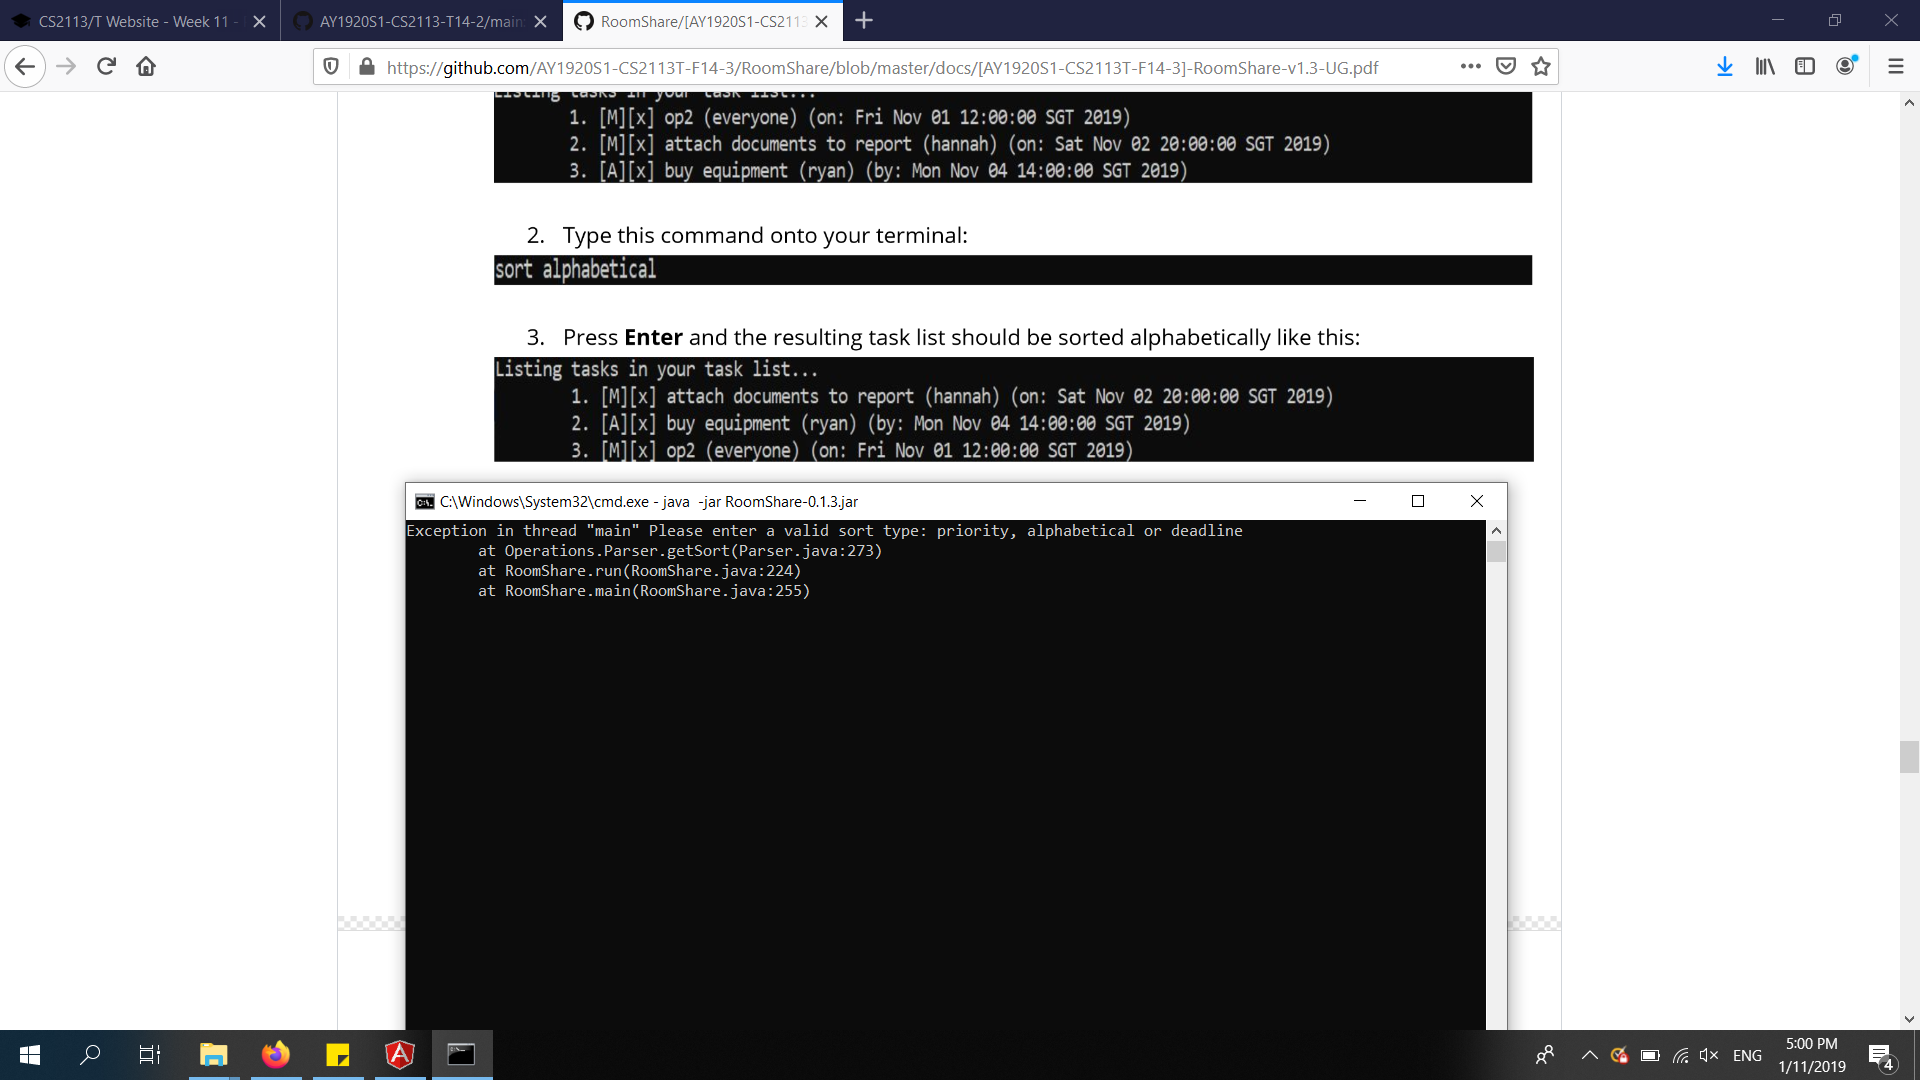 CS2113/T Website - Week 11 -
AY1920S1-CS2113-T14-2/main
RoomShare/[AY1920S1-CS2113
https://github.com/AY1920S1-CS2113T-F14-3/RoomShare/blob/master/docs/[AY1920S1-CS2113T-F14-3]-RoomShare-v1.3-UG.pdf
Listing tasks in your task list...
1. [M][x] op2 (everyone) (on: Fri Nov 01 12:00:00 SGT 2019)
2. [M][x] attach documents to report (hannah) (on: Sat Nov 02 20:00:00 SGT 2019)
3. [A][x] buy equipment (ryan) (by: Mon Nov 04 14:00:00 SGT 2019)
2. Type this command onto your terminal:
sort alphabetical
3. Press Enter and the resulting task list should be sorted alphabetically like this:
Listing tasks in your task list...
1. [M][x] attach documents to report (hannah) (on: Sat Nov 02 20:00:00 SGT 2019)
2. [A][x] buy equipment (ryan) (by: Mon Nov 04 14:00:00 SGT 2019)
3. [M][x] op2 (everyone) (on: Fri Nov 01 12:00:00 SGT 2019)
C:\Windows\System32\cmd.exe - java  -jar RoomShare-0.1.3.jar
Exception in thread "main" Please enter a valid sort type: priority, alphabetical or deadline
at Operations.Parser.getSort(Parser.java:273)
at RoomShare.run(RoomShare.java:224)
at RoomShare.main(RoomShare.java:255)
ENG
5:00 PM
1/11/2019
4